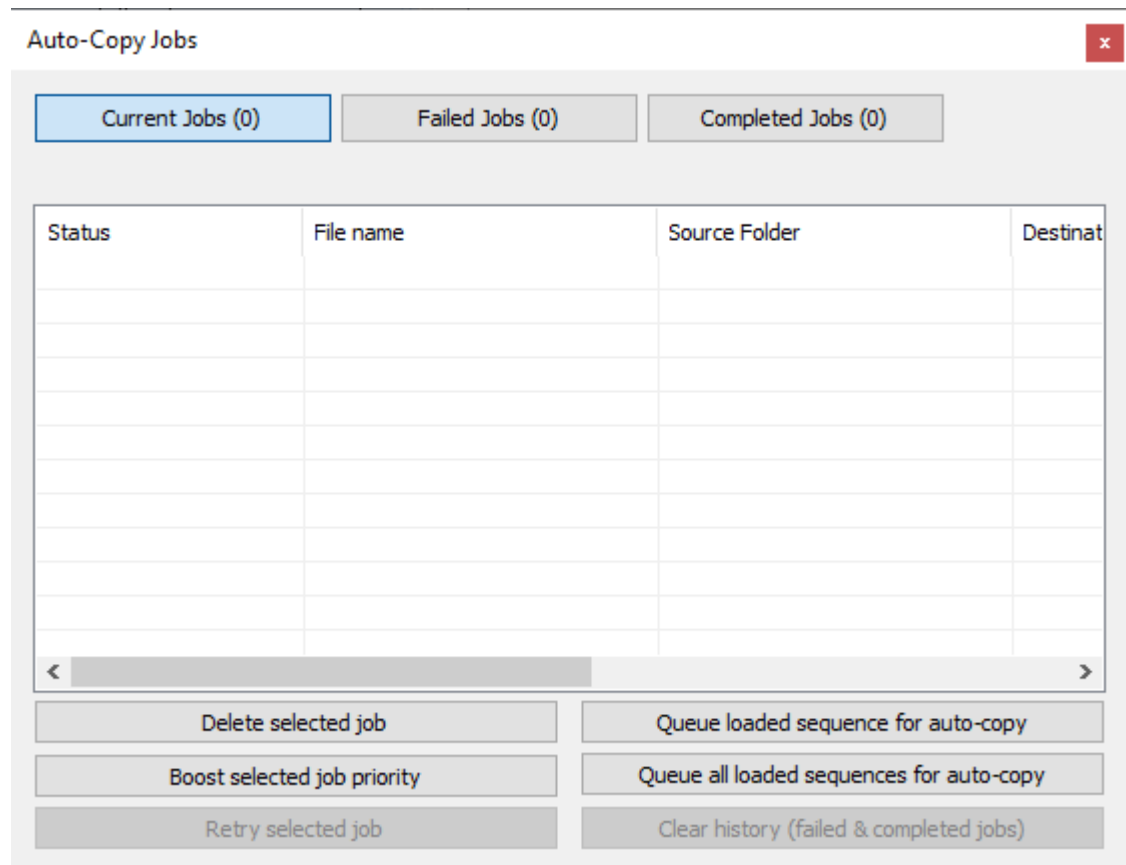 Auto-Copy Jobs
x
Current Jobs (0) Failed Jobs (0) Completed Jobs (0)
Status File name Source Folder Destinat
Delete selected job Queue loaded sequence for auto-copy
Boost selected job priority Queue all loaded sequences for auto-copy
Retry selected job Clear history (failed & completed jobs)